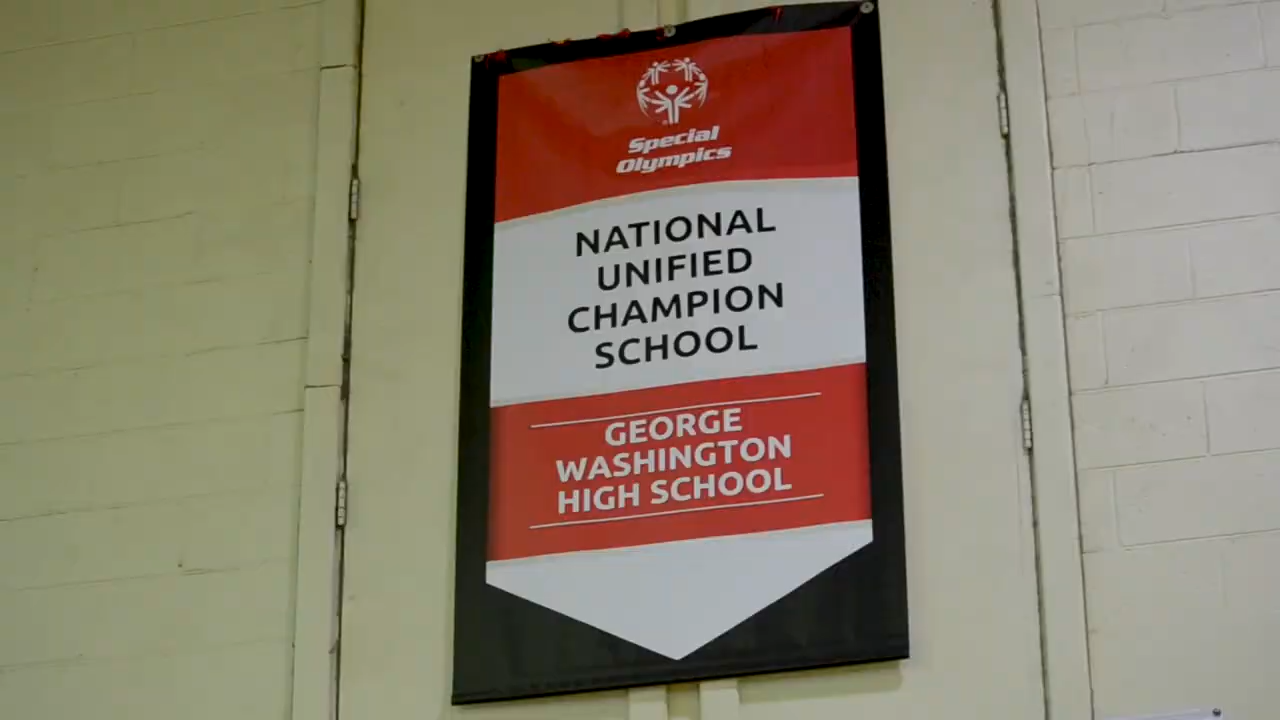 Special
Olympics
NATIONAL
UNIFIED
CHAMPION
SCHOOL
GEORGE
WASHINGTON
HIGH SCHOOL